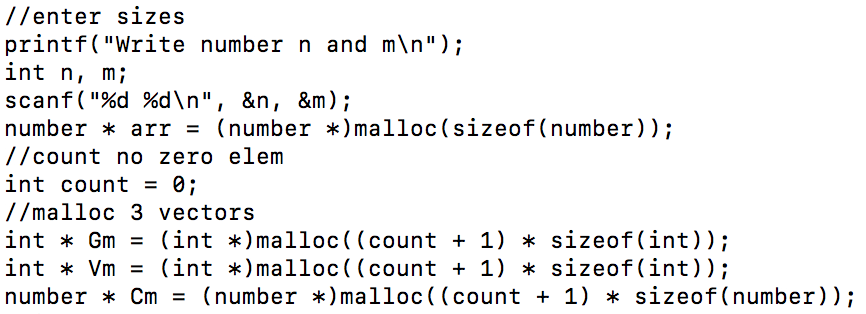 //enter sizes
printf("Write number n and m\n");
int n, m;
scanf("%d %d\n", &n, &m);
number * arr = (number *)malloc(sizeof(number));
//count no zero elem
int count = 0;
//malloc 3 vectors
int * Gm = (int *)malloc((count + 1) * sizeof(int));
int * Vm = (int *)malloc((count + 1) * sizeof(int));
number * Cm = (number *)malloc((count + 1) * sizeof(number));